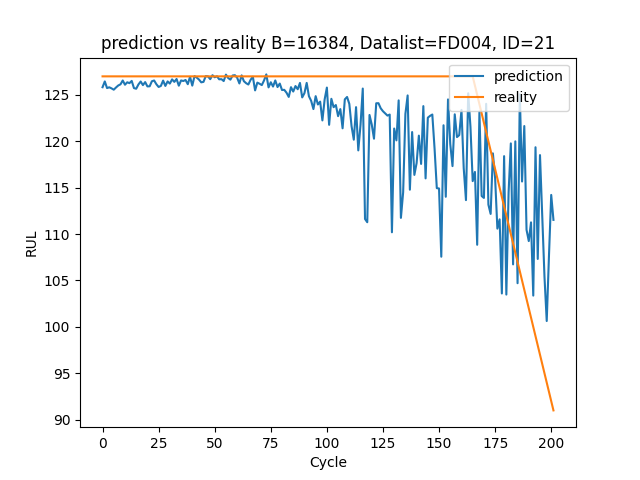 prediction vs reality B=16384, Datalist=FD004, ID=21
prediction
reality
125
120
115
110
105
100
95
90
RUL
0 25 50 75 100 125 150 175 200
Cycle